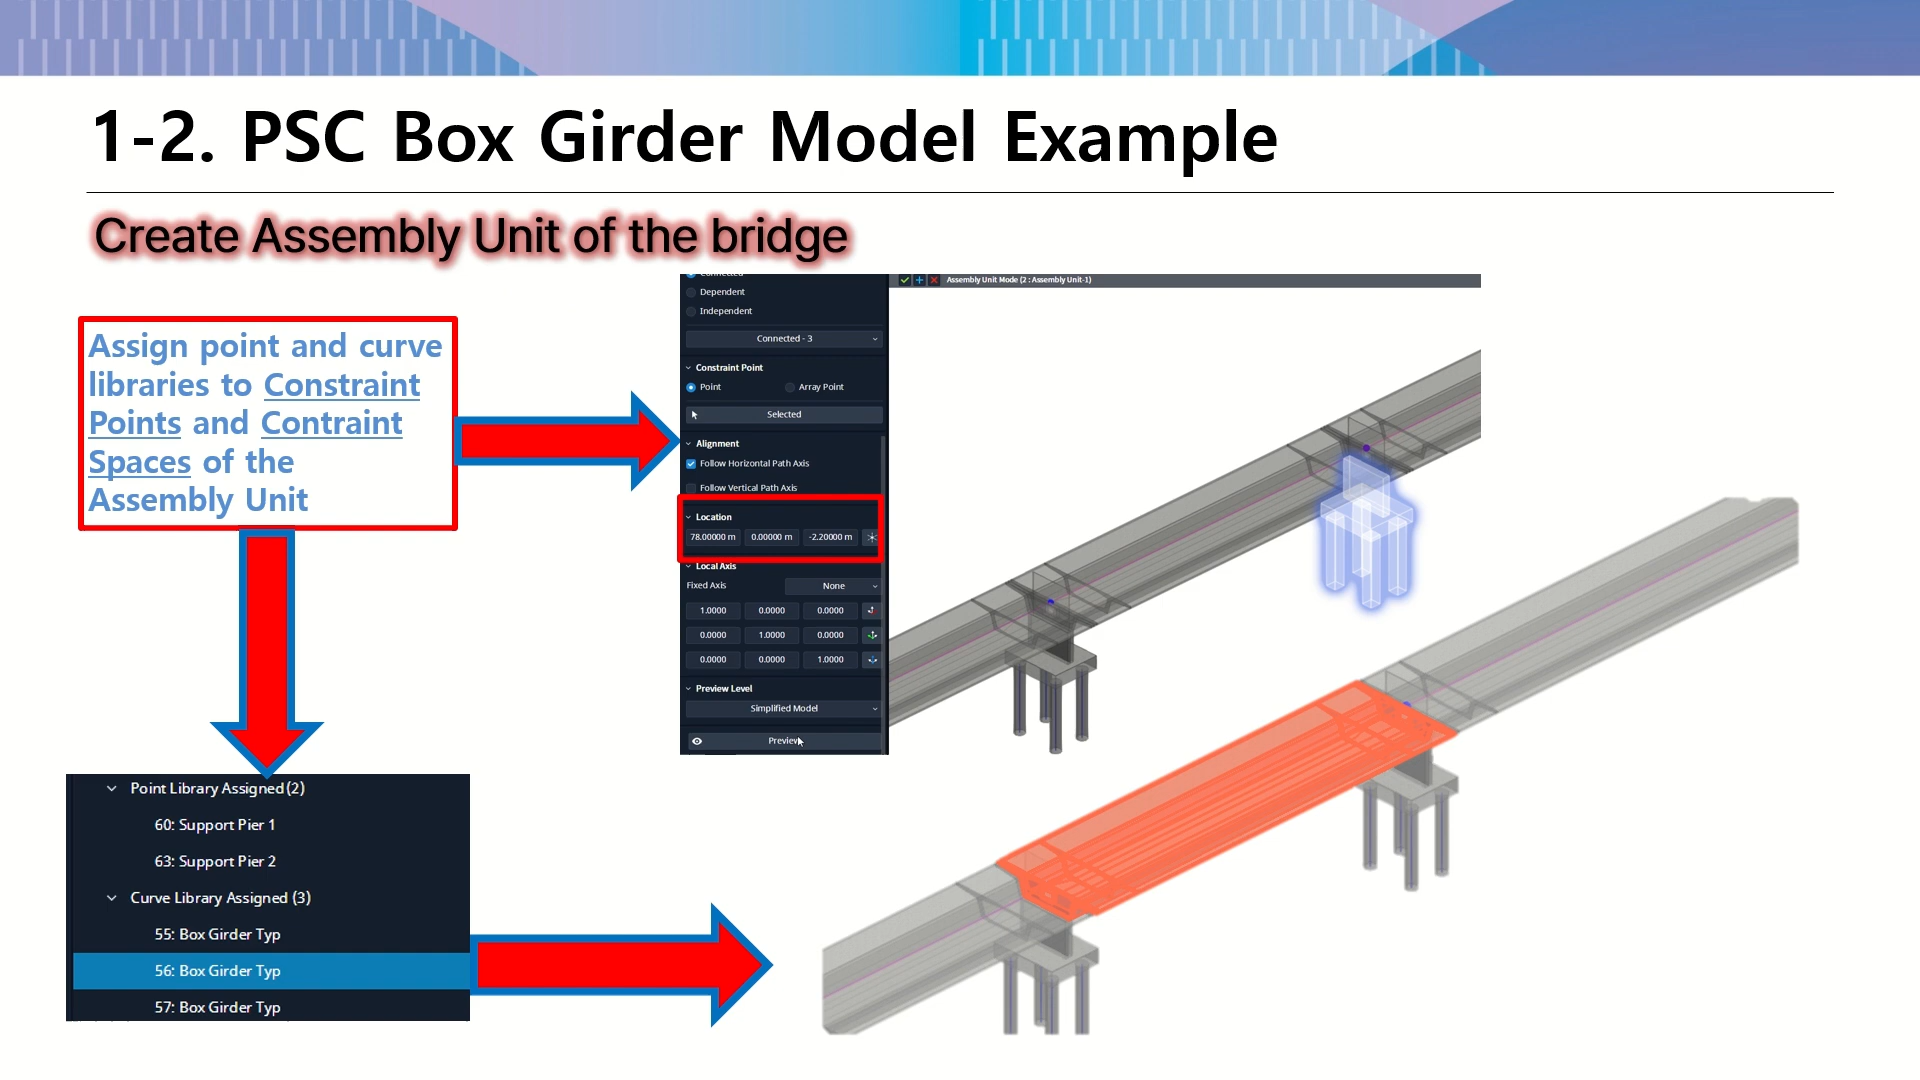 1-2. PSC Box Girder Model Example
Create Assembly Unit of the bridge
Assign point and curve
libraries to Constraint
Points and Contraint
Spaces of the
Assembly Unit
Connected
Dependent
Independent
Connected - 3
Constraint Point
Point Array Point
Selected
Alignment
Follow Horizontal Path Axis
Follow Vertical Path Axis
Location
78.00000 m 0.00000 m -2.20000 m
Local Axis
Fixed Axis None
1.0000 0.0000 0.0000
0.0000 1.0000 0.0000
0.0000 0.0000 1.0000
Preview Level
Simplified Model
Preview
Assembly Unit Mode (2 : Assembly Unit-1)
Point Library Assigned (2)
60: Support Pier 1
63: Support Pier 2
Curve Library Assigned (3)
55: Box Girder Typ
56: Box Girder Typ
57: Box Girder Typ